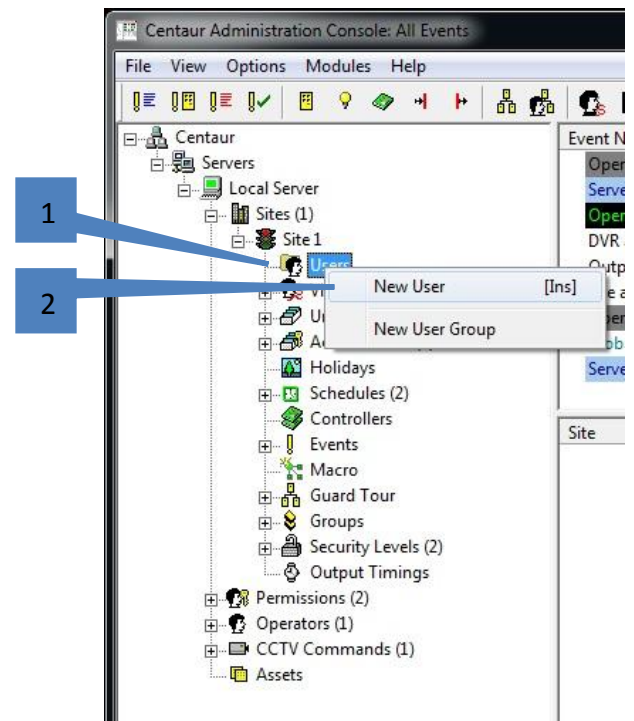 Centaur Administration Console: All Events
File View Options Modules Help
Centaur
Servers
Local Server
Sites (1)
Site 1
Users
Holidays
Schedules (2)
Controllers
Events
Macro
Guard Tour
Groups
Security Levels (2)
Output Timings
Permissions (2)
Operators (1)
CCTV Commands (1)
Assets
1
2
New User [Ins]
New User Group
Event N
Oper
Serve
Oper
DVR
Outp
Serve
Site